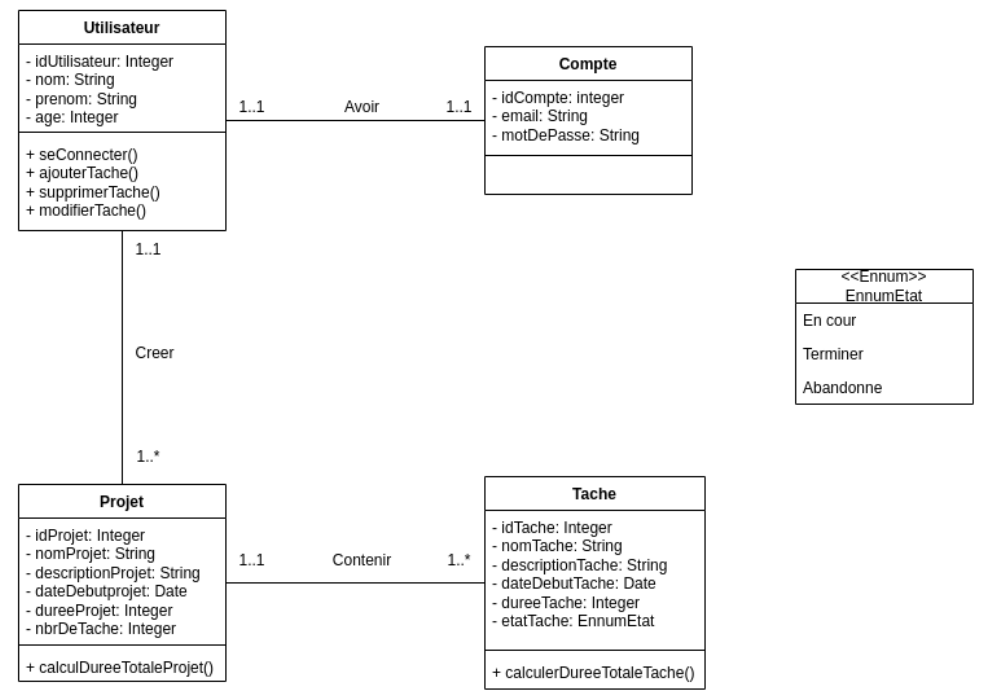 Utilisateur
- idUtilisateur: Integer
- nom: String
- prenom: String
- age: Integer
+ seConnecter()
+ ajouterTache()
+ supprimerTache()
+ modifierTache()
1..1
Avoir
1..1
Compte
- idCompte: integer
- email: String
- motDePasse: String
1..1
Creer
1..*
<<Ennum>>
EnnumEtat
En cour
Terminer
Abandonne
Projet
- idProjet: Integer
- nomProjet: String
- descriptionProjet: String
- dateDebutprojet: Date
- dureeProjet: Integer
- nbrDeTache: Integer
+ calculDureeTotaleProjet()
1..1
Contenir
1..*
Tache
- idTache: Integer
- nomTache: String
- descriptionTache: String
- dateDebutTache: Date
- dureeTache: Integer
- etatTache: EnnumEtat
+ calculerDureeTotaleTache()